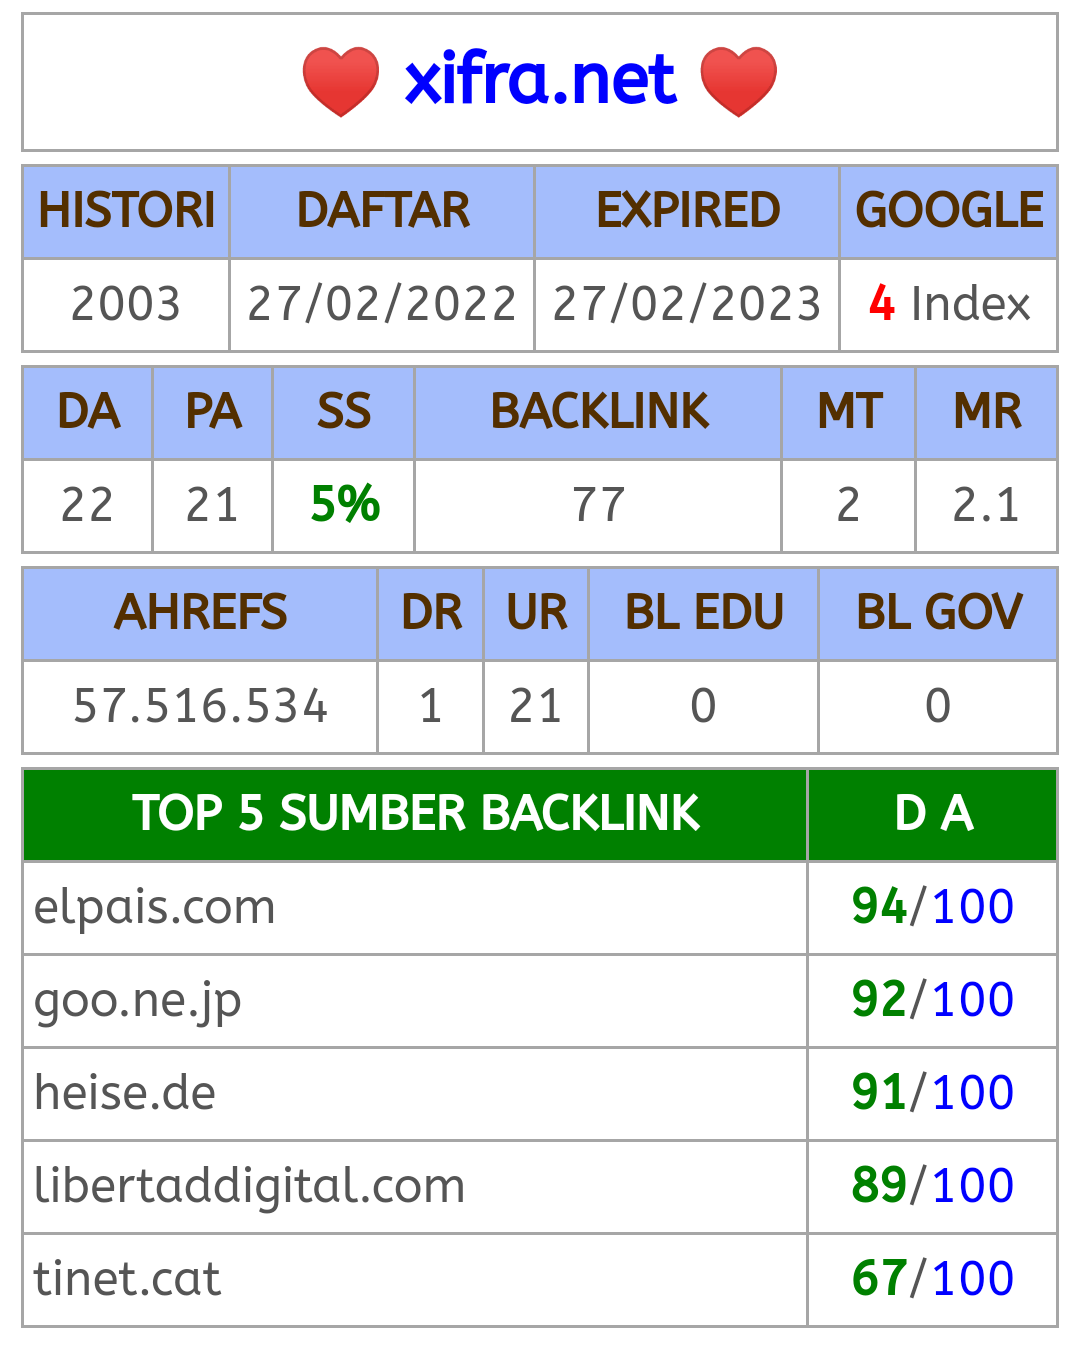 ❤ xifra.net ❤
HISTORI DAFTAR EXPIRED GOOGLE
2003 27/02/2022 27/02/2023 4 Index
DA PA SS BACKLINK MT MR
22 21 5% 77 2 2.1
AHREFS DR UR BL EDU BL GOV
57.516.534 1 21 0 0
TOP 5 SUMBER BACKLINK D A
elpais.com 94/100
goo.ne.jp 92/100
heise.de 91/100
libertaddigital.com 89/100
tinet.cat 67/100